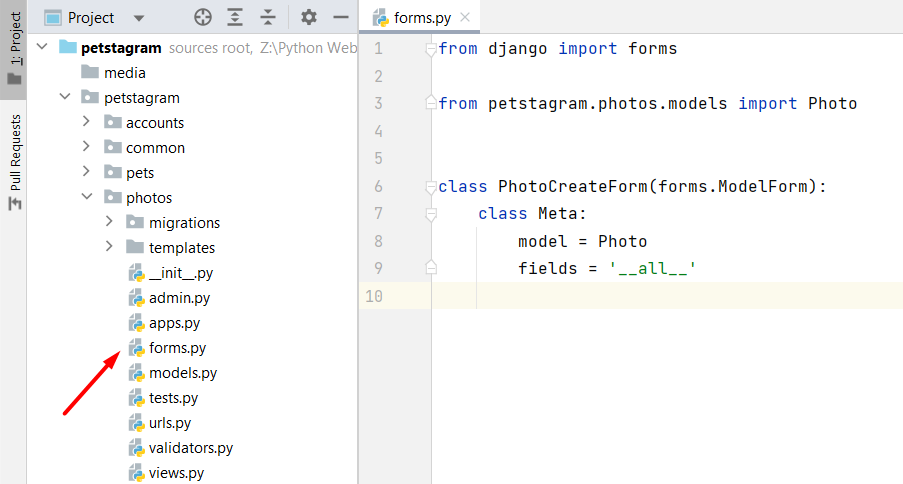 1: Project
Pull Requests
Project
petstagram sources root, Z:\Python Web
media
petstagram
accounts
common
pets
photos
migrations
templates
__init__.py
admin.py
apps.py
forms.py
models.py
tests.py
urls.py
validators.py
views.py
forms.py
1 from django import forms
2
3 from petstagram.photos.models import Photo
4
5
6 class PhotoCreateForm(forms.ModelForm):
7 class Meta:
8 model = Photo
9 fields = '__all__'
10